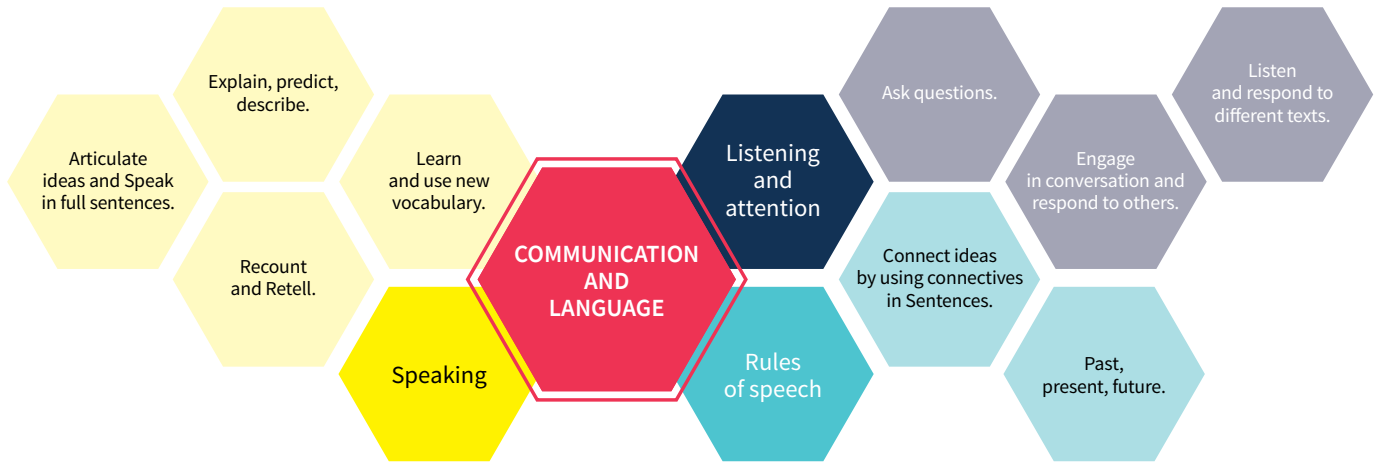 Explain, predict,
describe.
Articulate
ideas and Speak
in full sentences.
Learn
and use new
vocabulary.
Recount
and Retell.
Speaking
COMMUNICATION
AND
LANGUAGE
Listening
and
attention
Rules
of speech
Ask questions.
Listen
and respond to
different texts.
Engage
in conversation and
respond to others.
Connect ideas
by using connectives
in Sentences.
Past,
present, future.